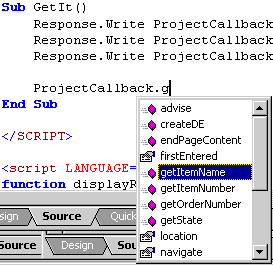 Sub GetIt()
Response.Write ProjectCallback
Response.Write ProjectCallback
Response.Write ProjectCallback
ProjectCallback.g
End Sub
</SCRIPT>
<script LANGUAGE=
function displayR
advise
createDE
endPageContent
firstEntered
getItemName
getItemNumber
getOrderNumber
getState
location
navigate
sign Source Quick
Source Design Sour